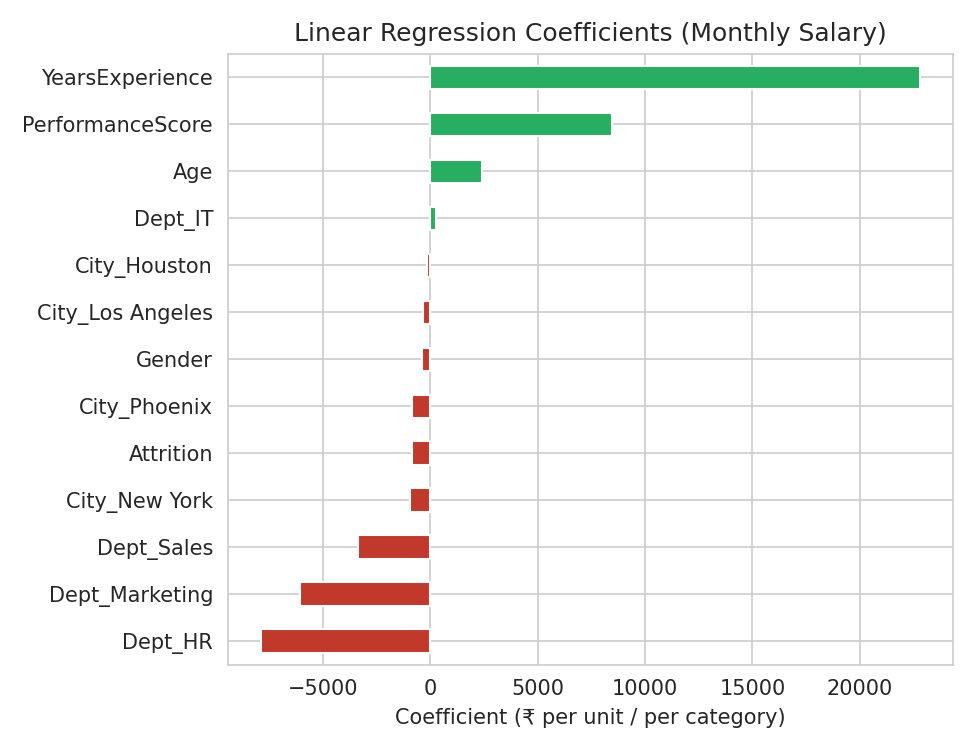 Linear Regression Coefficients (Monthly Salary)
YearsExperience
PerformanceScore
Age
Dept_IT
City_Houston
City_Los Angeles
Gender
City_Phoenix
Attrition
City_New York
Dept_Sales
Dept_Marketing
Dept_HR
−5000 0 5000 10000 15000 20000
Coefficient (₹ per unit / per category)